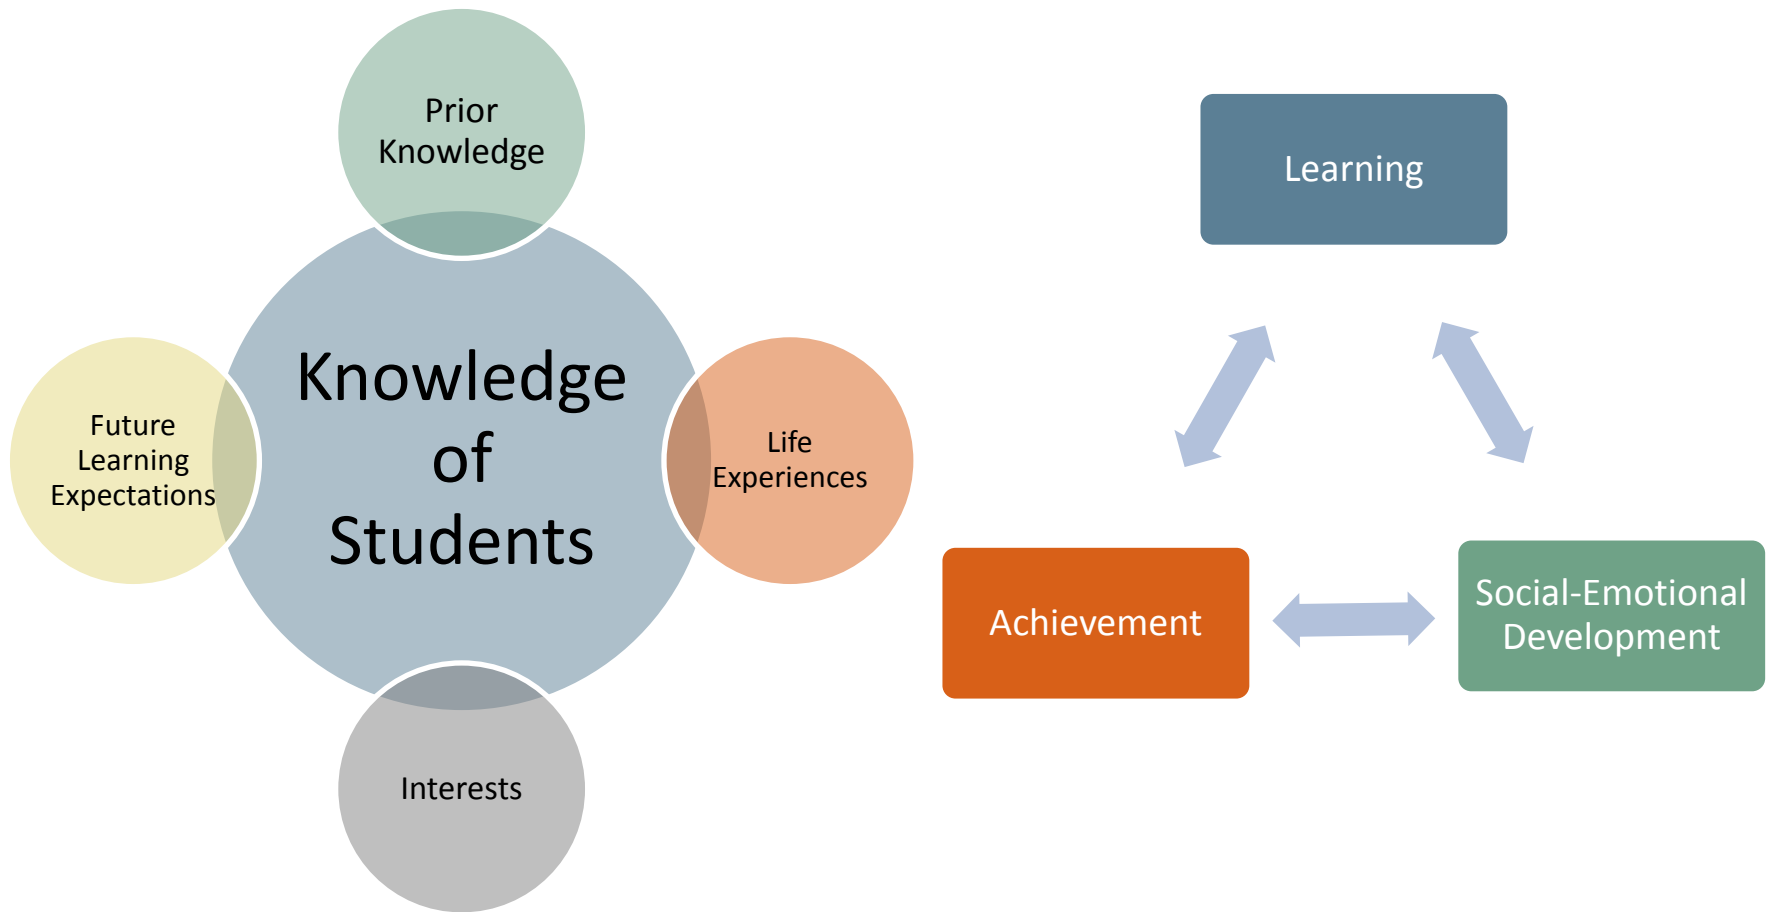 Prior
Knowledge
Knowledge
of
Students
Future
Learning
Expectations
Life
Experiences
Interests
Learning
Achievement
Social-Emotional
Development